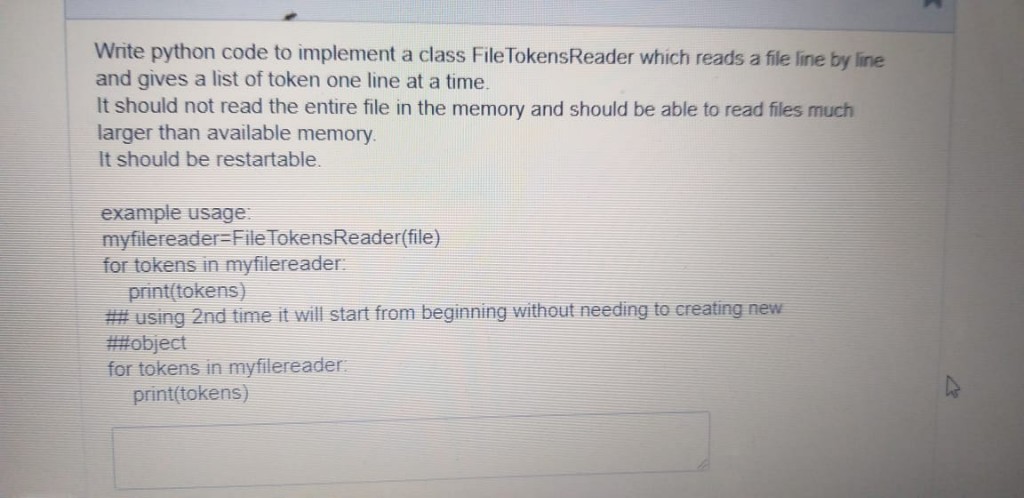 Write python code to implement a class FileTokensReader which reads a file line by line
and gives a list of token one line at a time.
It should not read the entire file in the memory and should be able to read files much
larger than available memory.
It should be restartable.
example usage:
myfilereader=FileTokensReader(file)
for tokens in myfilereader:
print(tokens)
## using 2nd time it will start from beginning without needing to creating new
##object
for tokens in myfilereader:
print(tokens)